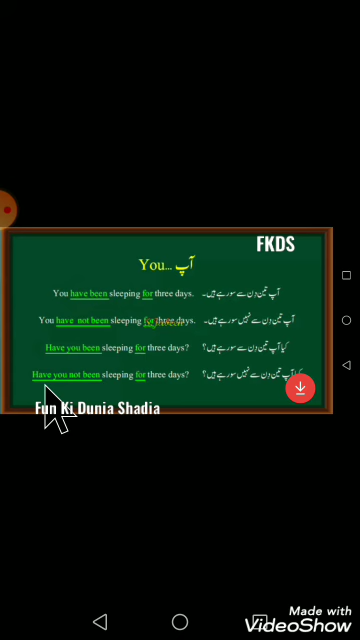 FKDS
You... آپ
You have been sleeping for three days. آپ تین دن سے سو رہے ہیں۔
You have not been sleeping for three days. آپ تین دن سے نہیں سو رہے ہیں۔
Have you been sleeping for three days? کیا آپ تین دن سے سو رہے ہیں؟
Have you not been sleeping for three days? کیا آپ تین دن سے نہیں سو رہے ہیں؟
Fun Ki Dunia Shadia
Made with
VideoShow